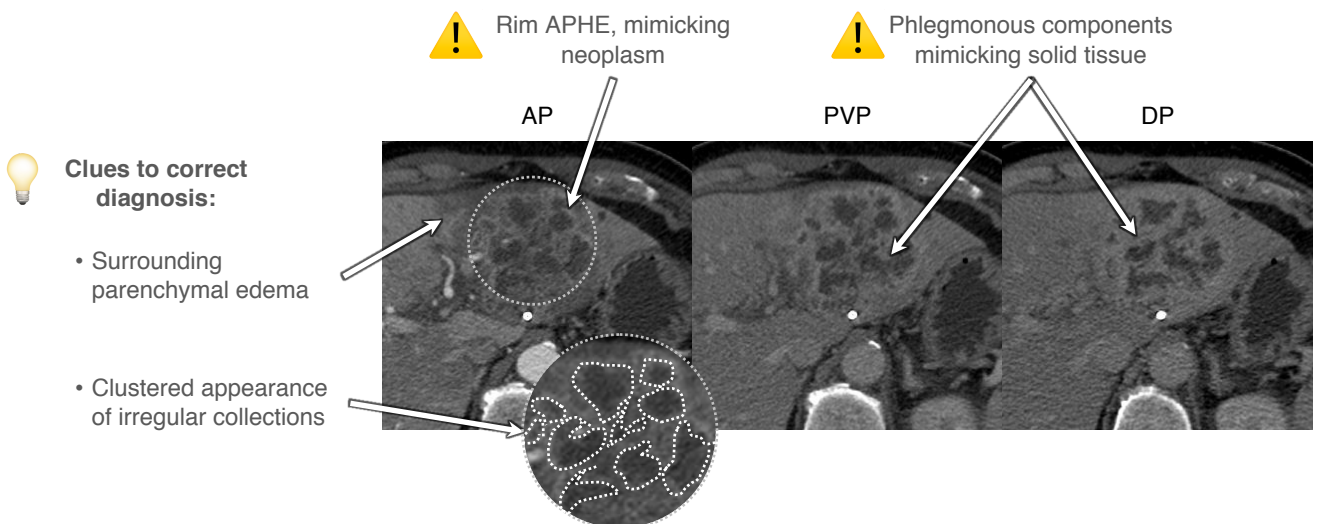 Rim APHE, mimicking
neoplasm
Phlegmonous components
mimicking solid tissue
AP
PVP
DP
Clues to correct
diagnosis:
• Surrounding
parenchymal edema
• Clustered appearance
of irregular collections